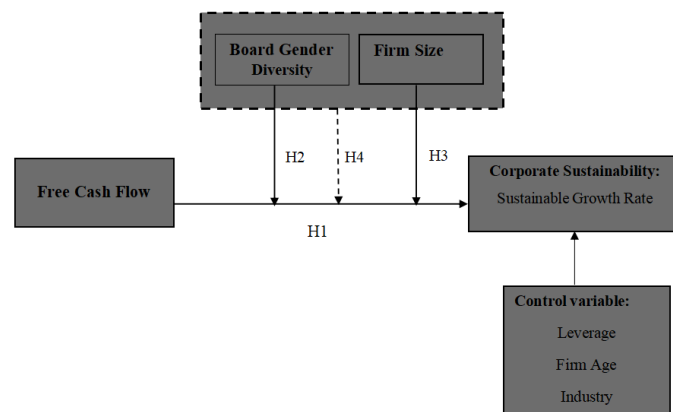 Board Gender
Diversity
Firm Size
H2
H4
H3
Free Cash Flow
Corporate Sustainability:
Sustainable Growth Rate
H1
Control variable:
Leverage
Firm Age
Industry